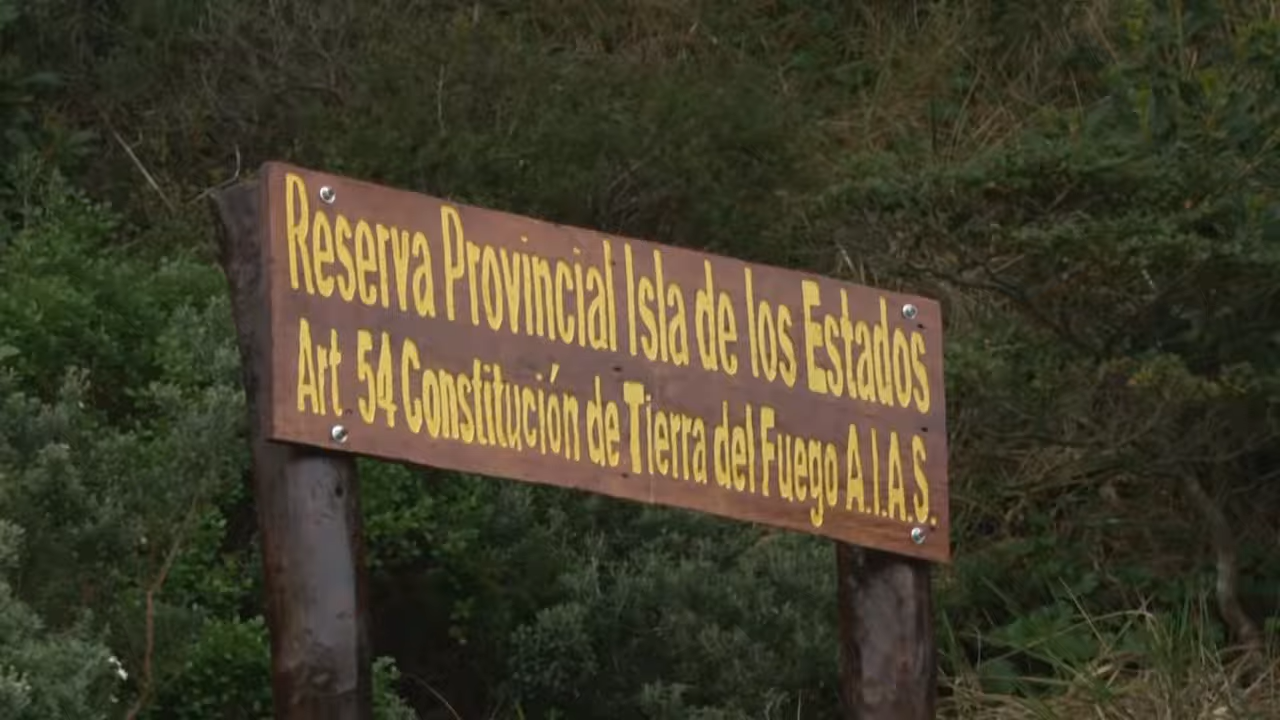 Reserva Provincial Isla de los Estados
Art 54 Constitución de Tierra del Fuego A.I.A.S.